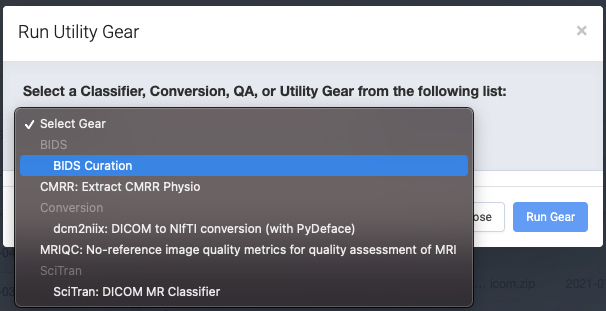 Run Utility Gear
×
Select a Classifier, Conversion, QA, or Utility Gear from the following list:
✓ Select Gear
BIDS
BIDS Curation
CMRR: Extract CMRR Physio
Conversion
dcm2niix: DICOM to NIfTI conversion (with PyDeface)
MRIQC: No-reference image quality metrics for quality assessment of MRI
SciTran
SciTran: DICOM MR Classifier
ose
Run Gear
icom.zip
2021-0